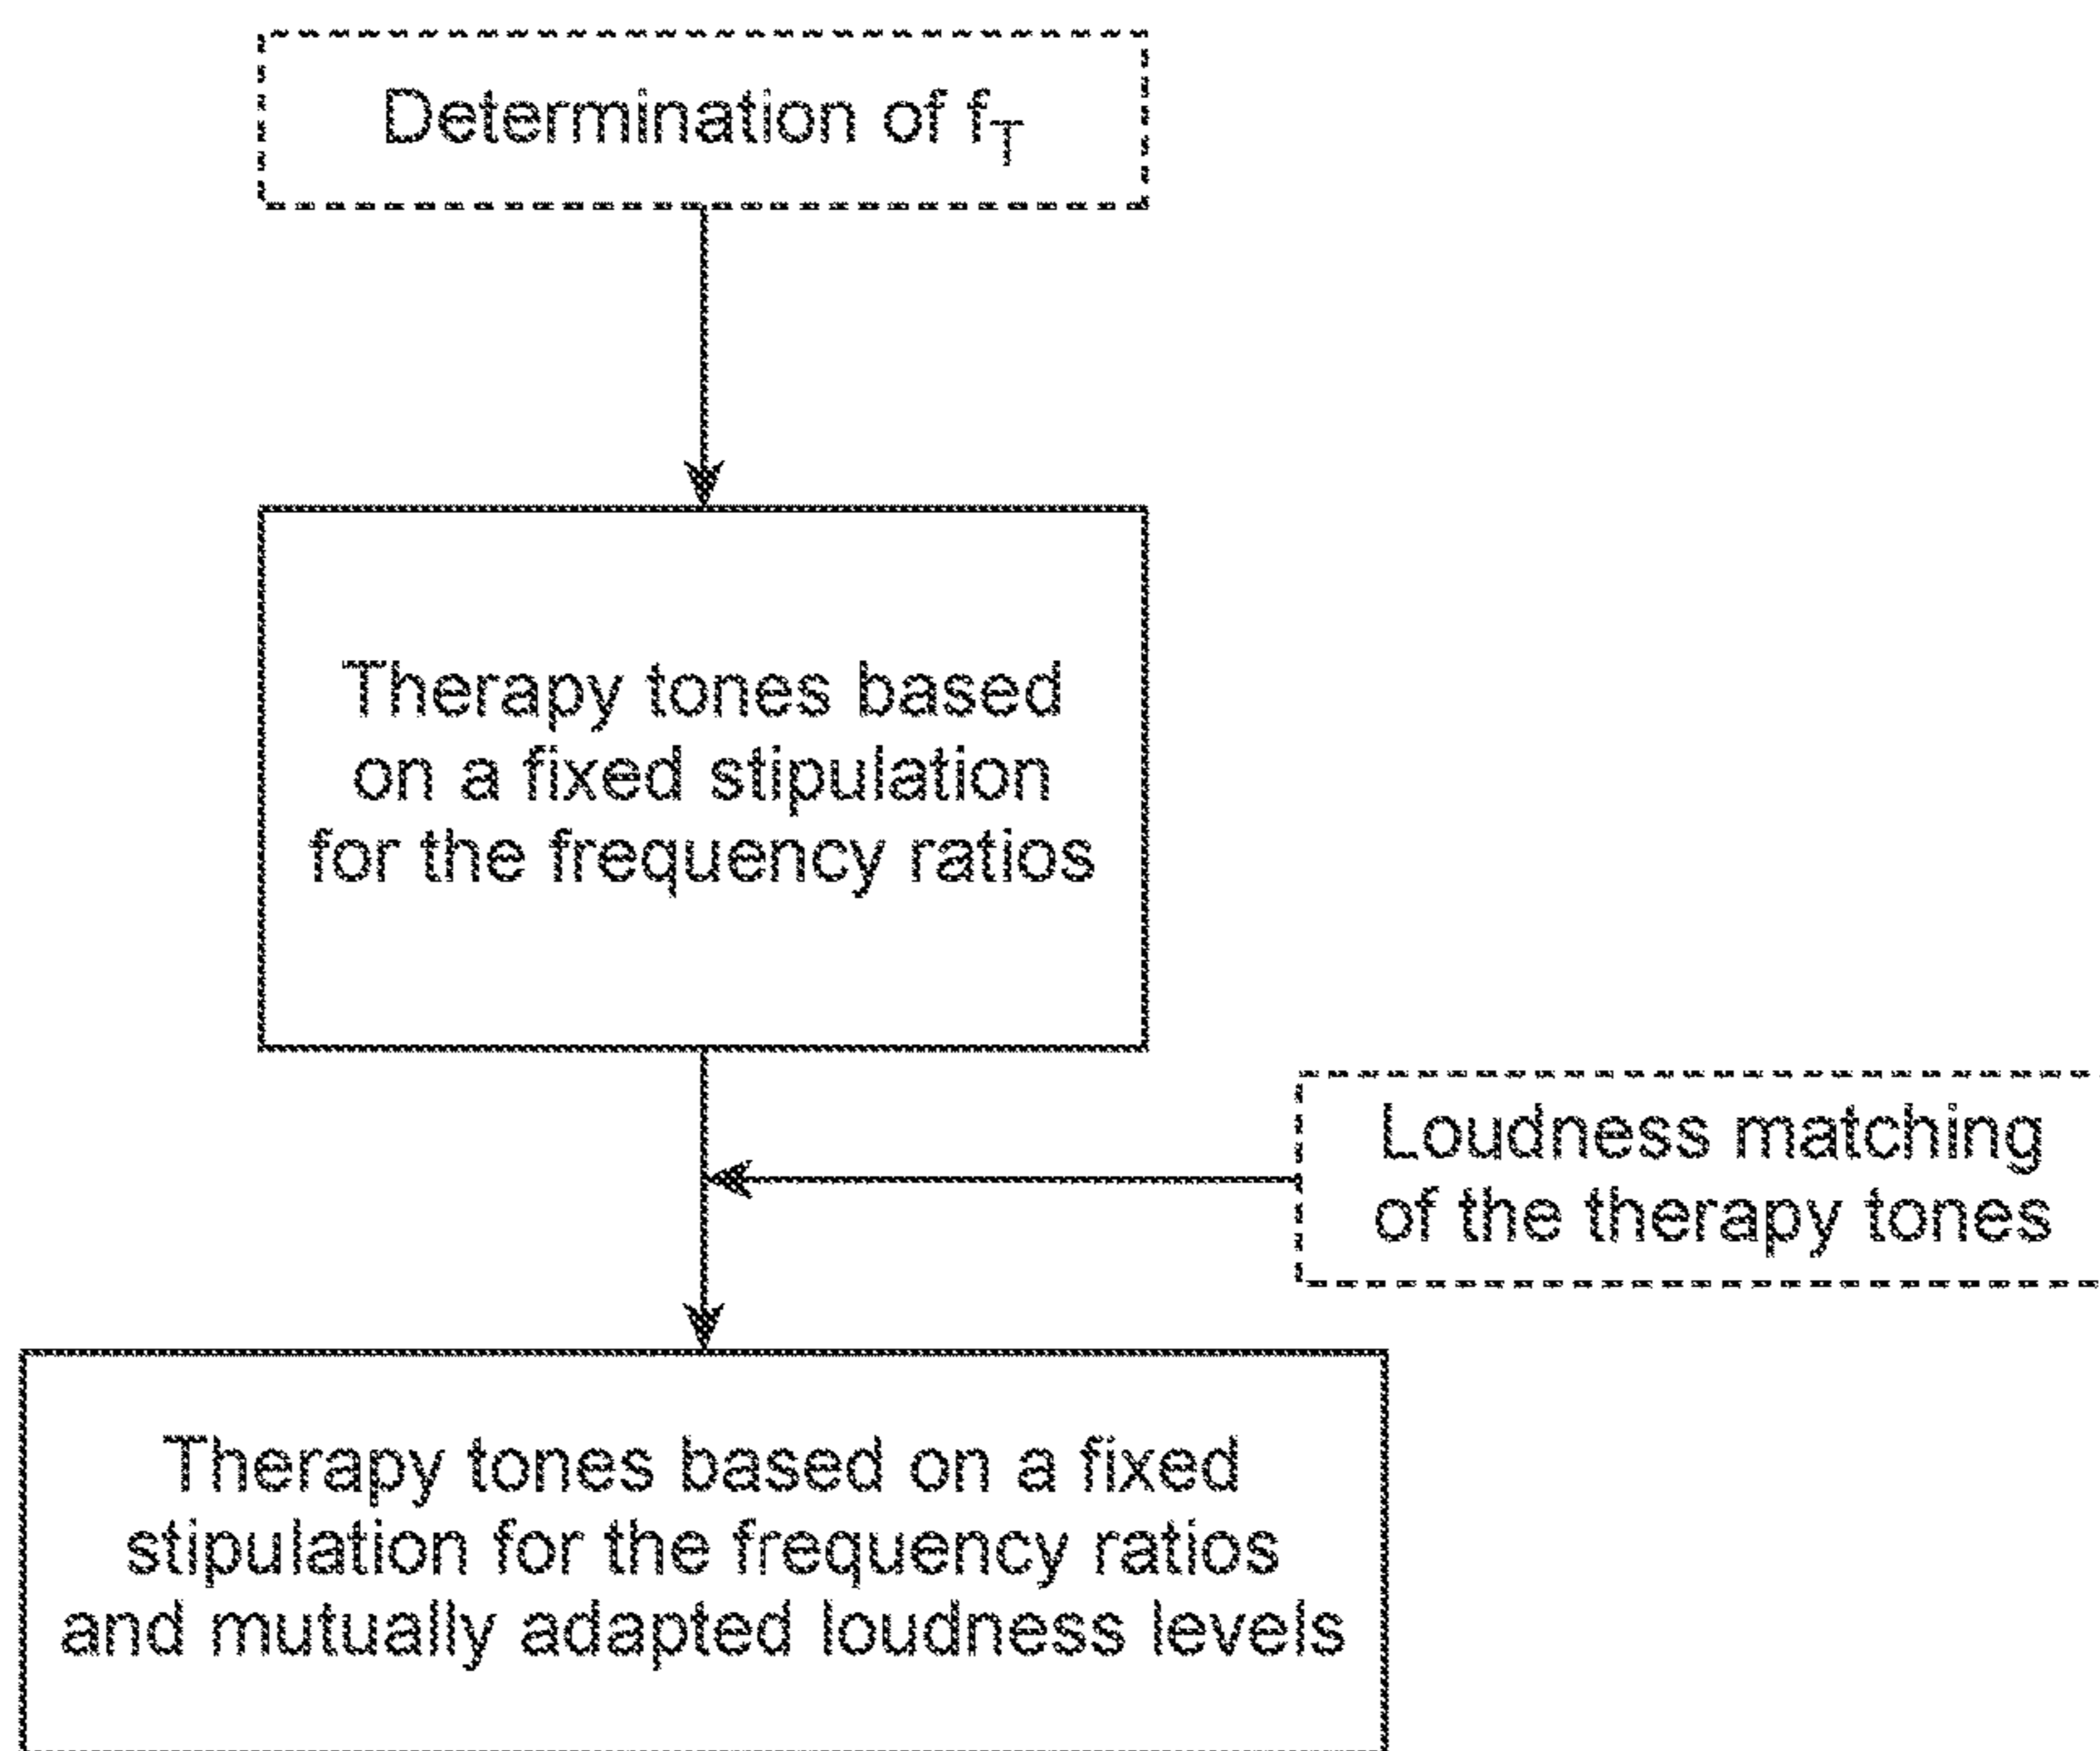 Determination of f_T
Therapy tones based
on a fixed stipulation
for the frequency ratios
Loudness matching
of the therapy tones
Therapy tones based on a fixed
stipulation for the frequency ratios
and mutually adapted loudness levels